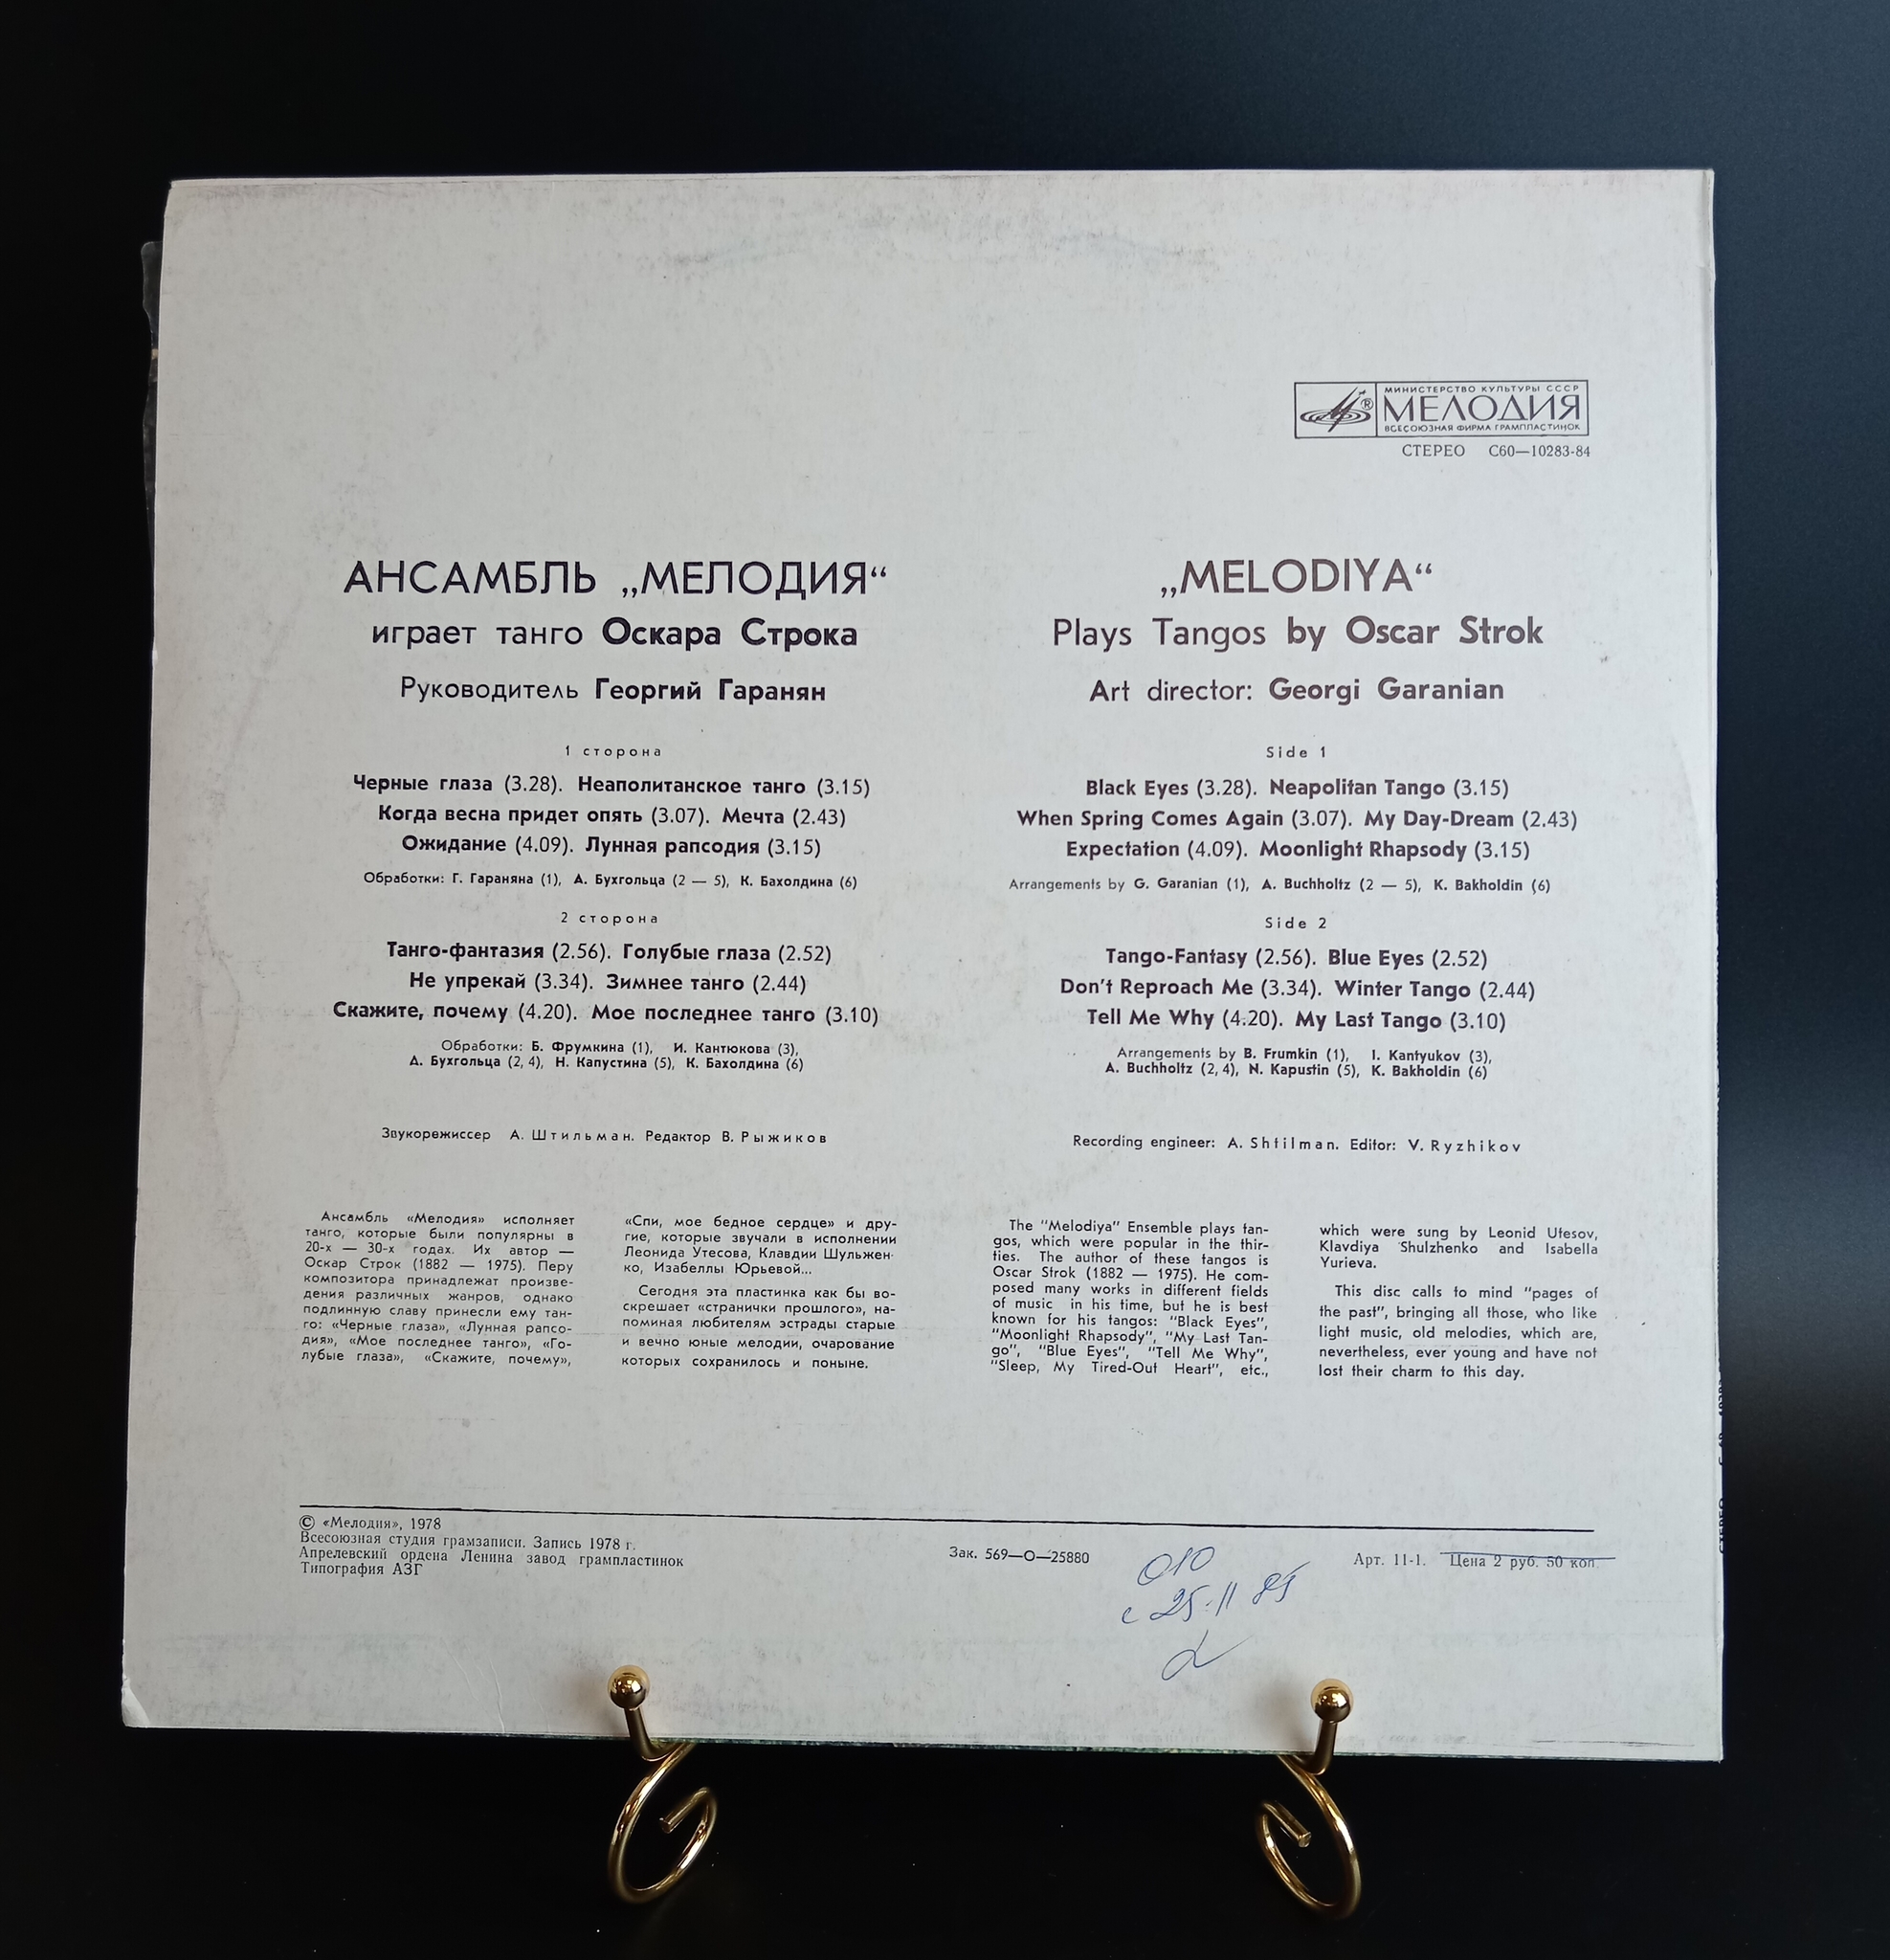 МИНИСТЕРСТВО КУЛЬТУРЫ СССР
МЕЛОДИЯ
ВСЕСОЮЗНАЯ ФИРМА ГРАМПЛАСТИНОК
СТЕРЕО С60—10283-84
АНСАМБЛЬ „МЕЛОДИЯ“
играет танго Оскара Строка
Руководитель Георгий Гаранян
1 сторона
Черные глаза (3.28). Неаполитанское танго (3.15)
Когда весна придет опять (3.07). Мечта (2.43)
Ожидание (4.09). Лунная рапсодия (3.15)
Обработки: Г. Гараняна (1), А. Бухгольца (2 — 5), К. Бахолдина (6)
2 сторона
Танго-фантазия (2.56). Голубые глаза (2.52)
Не упрекай (3.34). Зимнее танго (2.44)
Скажите, почему (4.20). Мое последнее танго (3.10)
Обработки: Б. Фрумкина (1), И. Кантюкова (3),
А. Бухгольца (2, 4), Н. Капустина (5), К. Бахолдина (6)
Звукорежиссер А. Штильман. Редактор В. Рыжиков
Ансамбль «Мелодия» исполняет
танго, которые были популярны в
20-х — 30-х годах. Их автор —
Оскар Строк (1882 — 1975). Перу
композитора принадлежат произве-
дения различных жанров, однако
подлинную славу принесли ему тан-
го: «Черные глаза», «Лунная рапсо-
дия», «Мое последнее танго», «Го-
лубые глаза», «Скажите, почему»,
«Спи, мое бедное сердце» и дру-
гие, которые звучали в исполнении
Леонида Утесова, Клавдии Шульжен-
ко, Изабеллы Юрьевой...
Сегодня эта пластинка как бы во-
скрешает «странички прошлого», на-
поминая любителям эстрады старые
и вечно юные мелодии, очарование
которых сохранилось и поныне.
„MELODIYA“
Plays Tangos by Oscar Strok
Art director: Georgi Garanian
Side 1
Black Eyes (3.28). Neapolitan Tango (3.15)
When Spring Comes Again (3.07). My Day-Dream (2.43)
Expectation (4.09). Moonlight Rhapsody (3.15)
Arrangements by G. Garanian (1), A. Buchholtz (2 — 5), K. Bakholdin (6)
Side 2
Tango-Fantasy (2.56). Blue Eyes (2.52)
Don't Reproach Me (3.34). Winter Tango (2.44)
Tell Me Why (4.20). My Last Tango (3.10)
Arrangements by B. Frumkin (1), I. Kantyukov (3),
A. Buchholtz (2, 4), N. Kapustin (5), K. Bakholdin (6)
Recording engineer: A. Shtilman. Editor: V. Ryzhikov
The "Melodiya" Ensemble plays tan-
gos, which were popular in the thir-
ties. The author of these tangos is
Oscar Strok (1882 — 1975). He com-
posed many works in different fields
of music in his time, but he is best
known for his tangos: "Black Eyes",
"Moonlight Rhapsody", "My Last Tan-
go", "Blue Eyes", "Tell Me Why",
"Sleep, My Tired-Out Heart", etc.,
which were sung by Leonid Utesov,
Klavdiya Shulzhenko and Isabella
Yurieva.
This disc calls to mind "pages of
the past", bringing all those, who like
light music, old melodies, which are,
nevertheless, ever young and have not
lost their charm to this day.
© «Мелодия», 1978
Всесоюзная студия грамзаписи. Запись 1978 г.
Апрелевский ордена Ленина завод грампластинок
Типография АЗГ
Зак. 569—О—25880
Арт. 11-1. Цена 2 руб. 50 коп.
010
с 25.11 85